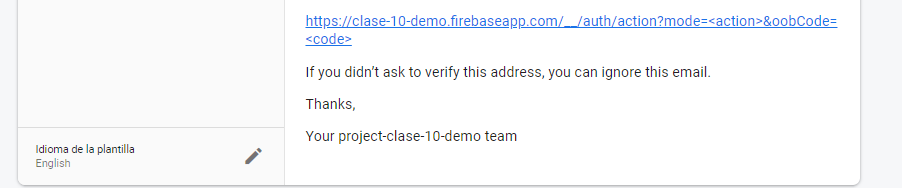 https://clase-10-demo.firebaseapp.com/__/auth/action?mode=<action>&oobCode=
<code>
If you didn’t ask to verify this address, you can ignore this email.
Thanks,
Your project-clase-10-demo team
Idioma de la plantilla
English